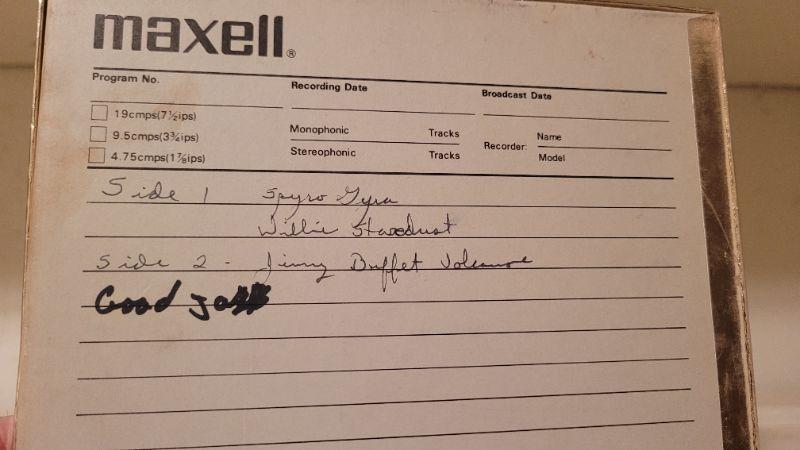 maxell®
Program No.
Recording Date
Broadcast Date
19cmps(7½ips)
9.5cmps(3¾ips)
4.75cmps(1⅞ips)
Monophonic Tracks
Stereophonic Tracks
Recorder: Name
Model
Side 1 Spyro Gyra
Willie Stardust
Side 2 - Jimmy Buffet
Good